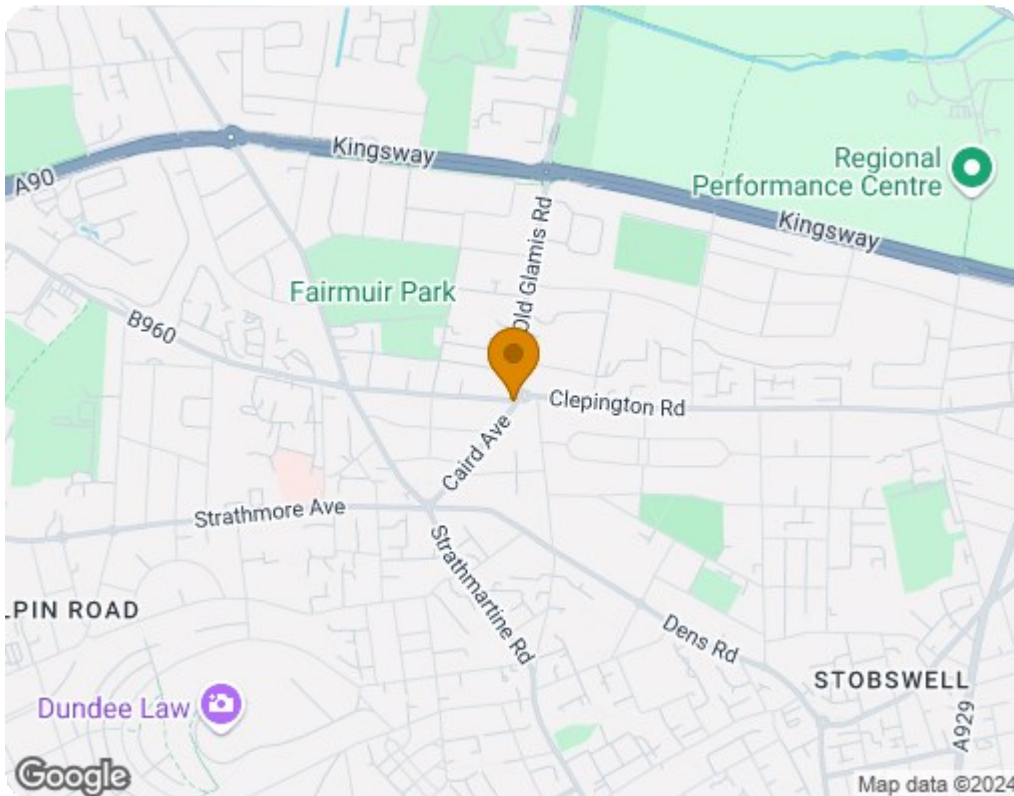 Kingsway
A90
Regional
Performance Centre
Kingsway
Old Glamis Rd
Fairmuir Park
B960
Clepington Rd
Caird Ave
Strathmore Ave
Strathmartine Rd
LPIN ROAD
Dens Rd
STOBSWELL
Dundee Law
A929
Google
Map data ©2024